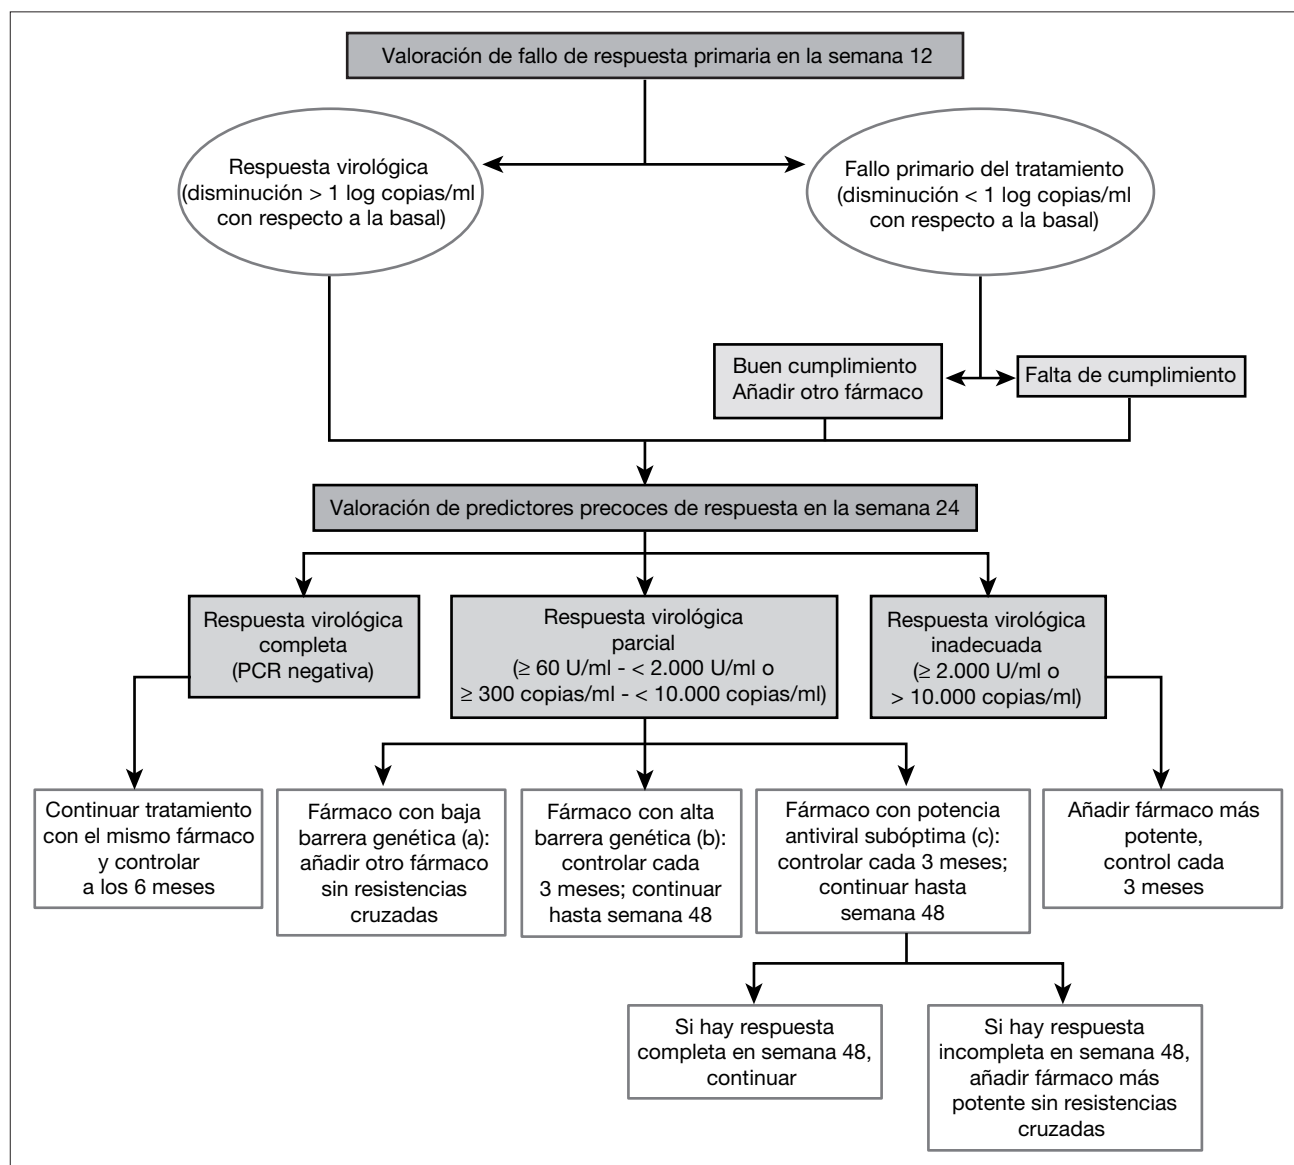 Valoración de fallo de respuesta primaria en la semana 12
Respuesta virológica
(disminución > 1 log copias/ml
con respecto a la basal)
Fallo primario del tratamiento
(disminución < 1 log copias/ml
con respecto a la basal)
Buen cumplimiento
Añadir otro fármaco
Falta de cumplimiento
Valoración de predictores precoces de respuesta en la semana 24
Respuesta virológica
completa
(PCR negativa)
Respuesta virológica
parcial
(≥ 60 U/ml - < 2.000 U/ml o
≥ 300 copias/ml - < 10.000 copias/ml)
Respuesta virológica
inadecuada
(≥ 2.000 U/ml o
> 10.000 copias/ml)
Continuar tratamiento
con el mismo fármaco
y controlar
a los 6 meses
Fármaco con baja
barrera genética (a):
añadir otro fármaco
sin resistencias
cruzadas
Fármaco con alta
barrera genética (b):
controlar cada
3 meses; continuar
hasta semana 48
Fármaco con potencia
antiviral subóptima (c):
controlar cada 3 meses;
continuar hasta
semana 48
Añadir fármaco más
potente,
control cada
3 meses
Si hay respuesta
completa en semana 48,
continuar
Si hay respuesta
incompleta en semana 48,
añadir fármaco más
potente sin resistencias
cruzadas